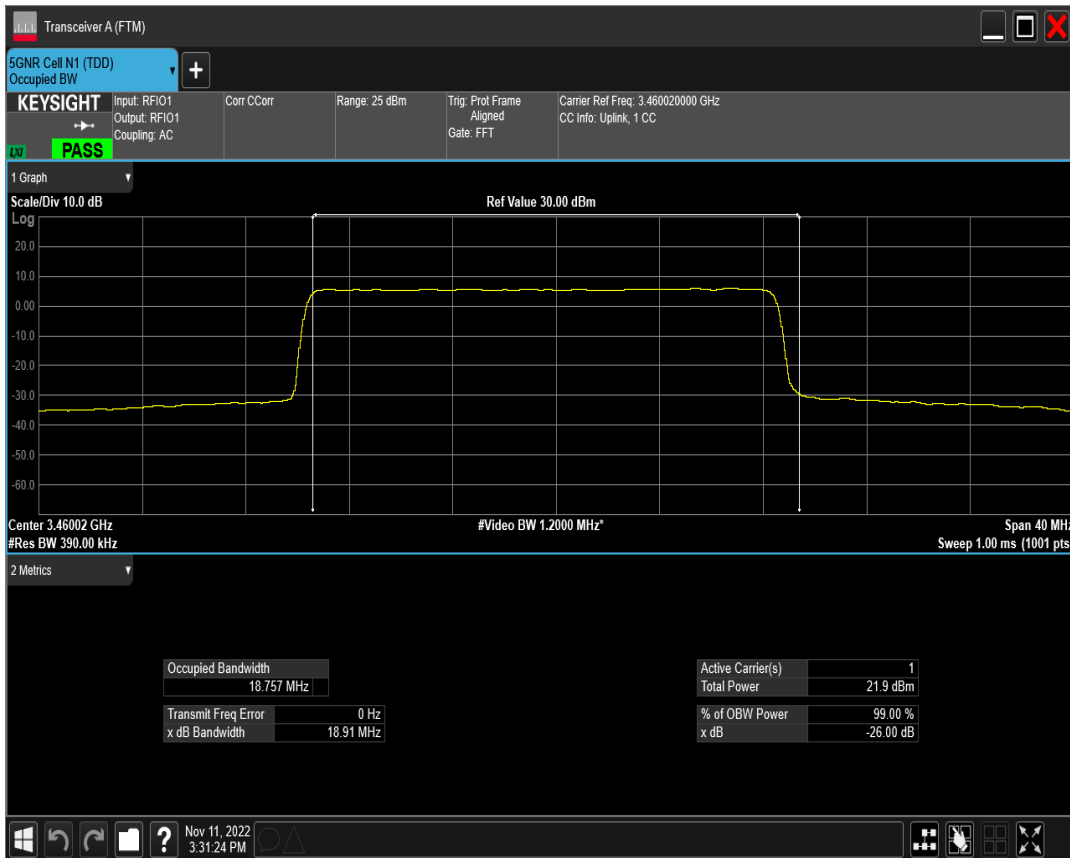 Transceiver A (FTM)
5GNR Cell N1 (TDD)
Occupied BW
+
KEYSIGHT
LXI
PASS
Input: RFIO1
Output: RFIO1
Coupling: AC
Corr CCorr
Range: 25 dBm
Trig: Prot Frame
Aligned
Gate: FFT
Carrier Ref Freq: 3.460020000 GHz
CC Info: Uplink, 1 CC
1 Graph
Scale/Div 10.0 dB
Ref Value 30.00 dBm
Log
20.0
10.0
0.00
-10.0
-20.0
-30.0
-40.0
-50.0
-60.0
Center 3.46002 GHz
#Video BW 1.2000 MHz*
Span 40 MHz
#Res BW 390.00 kHz
Sweep 1.00 ms (1001 pts
2 Metrics
Occupied Bandwidth
18.757 MHz
Transmit Freq Error 0 Hz
x dB Bandwidth 18.91 MHz
Active Carrier(s) 1
Total Power 21.9 dBm
% of OBW Power 99.00 %
x dB -26.00 dB
?
Nov 11, 2022
3:31:24 PM